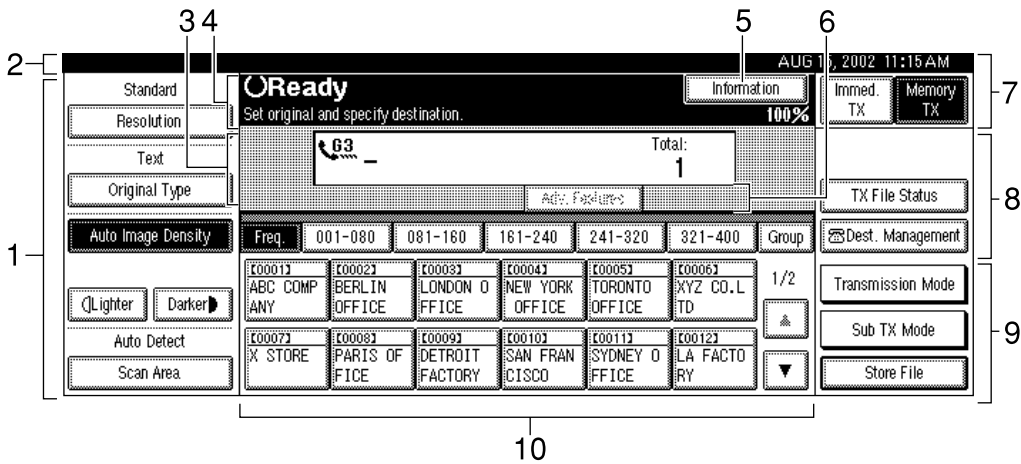 3 4 5 6
2
AUG 15, 2002 11:15AM
Standard
Ready
Information
Immed. TX
Memory TX
7
Resolution
Set original and specify destination.
100%
Text
G3
Total:
1
Original Type
Adv. Features
TX File Status
8
1
Auto Image Density
Freq. 001-080 081-160 161-240 241-320 321-400 Group
Dest. Management
[0001] [0002] [0003] [0004] [0005] [0006]
ABC COMP BERLIN LONDON O NEW YORK TORONTO XYZ CO.L
ANY OFFICE FFICE OFFICE OFFICE TD
1/2
Transmission Mode
Lighter
Darker
Sub TX Mode
9
Auto Detect
[0007] [0008] [0009] [0010] [0011] [0012]
X STORE PARIS OF DETROIT SAN FRAN SYDNEY O LA FACTO
FICE FACTORY CISCO FFICE RY
Scan Area
Store File
10